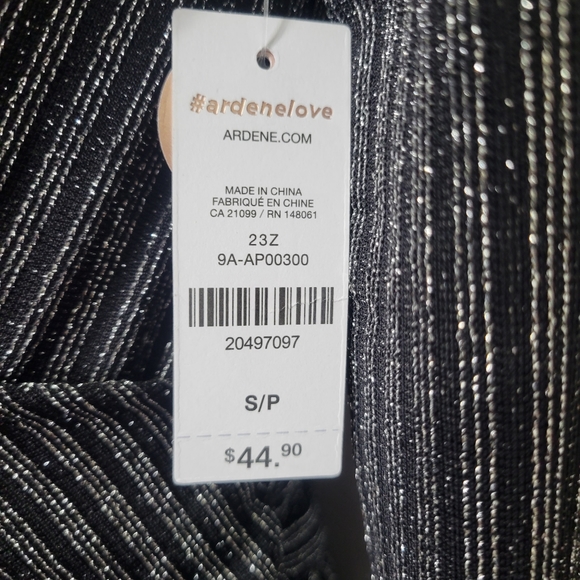 #ardenelove
ARDENE.COM
MADE IN CHINA
FABRIQUÉ EN CHINE
CA 21099 / RN 148061
23Z
9A-AP00300
20497097
S/P
$44.90